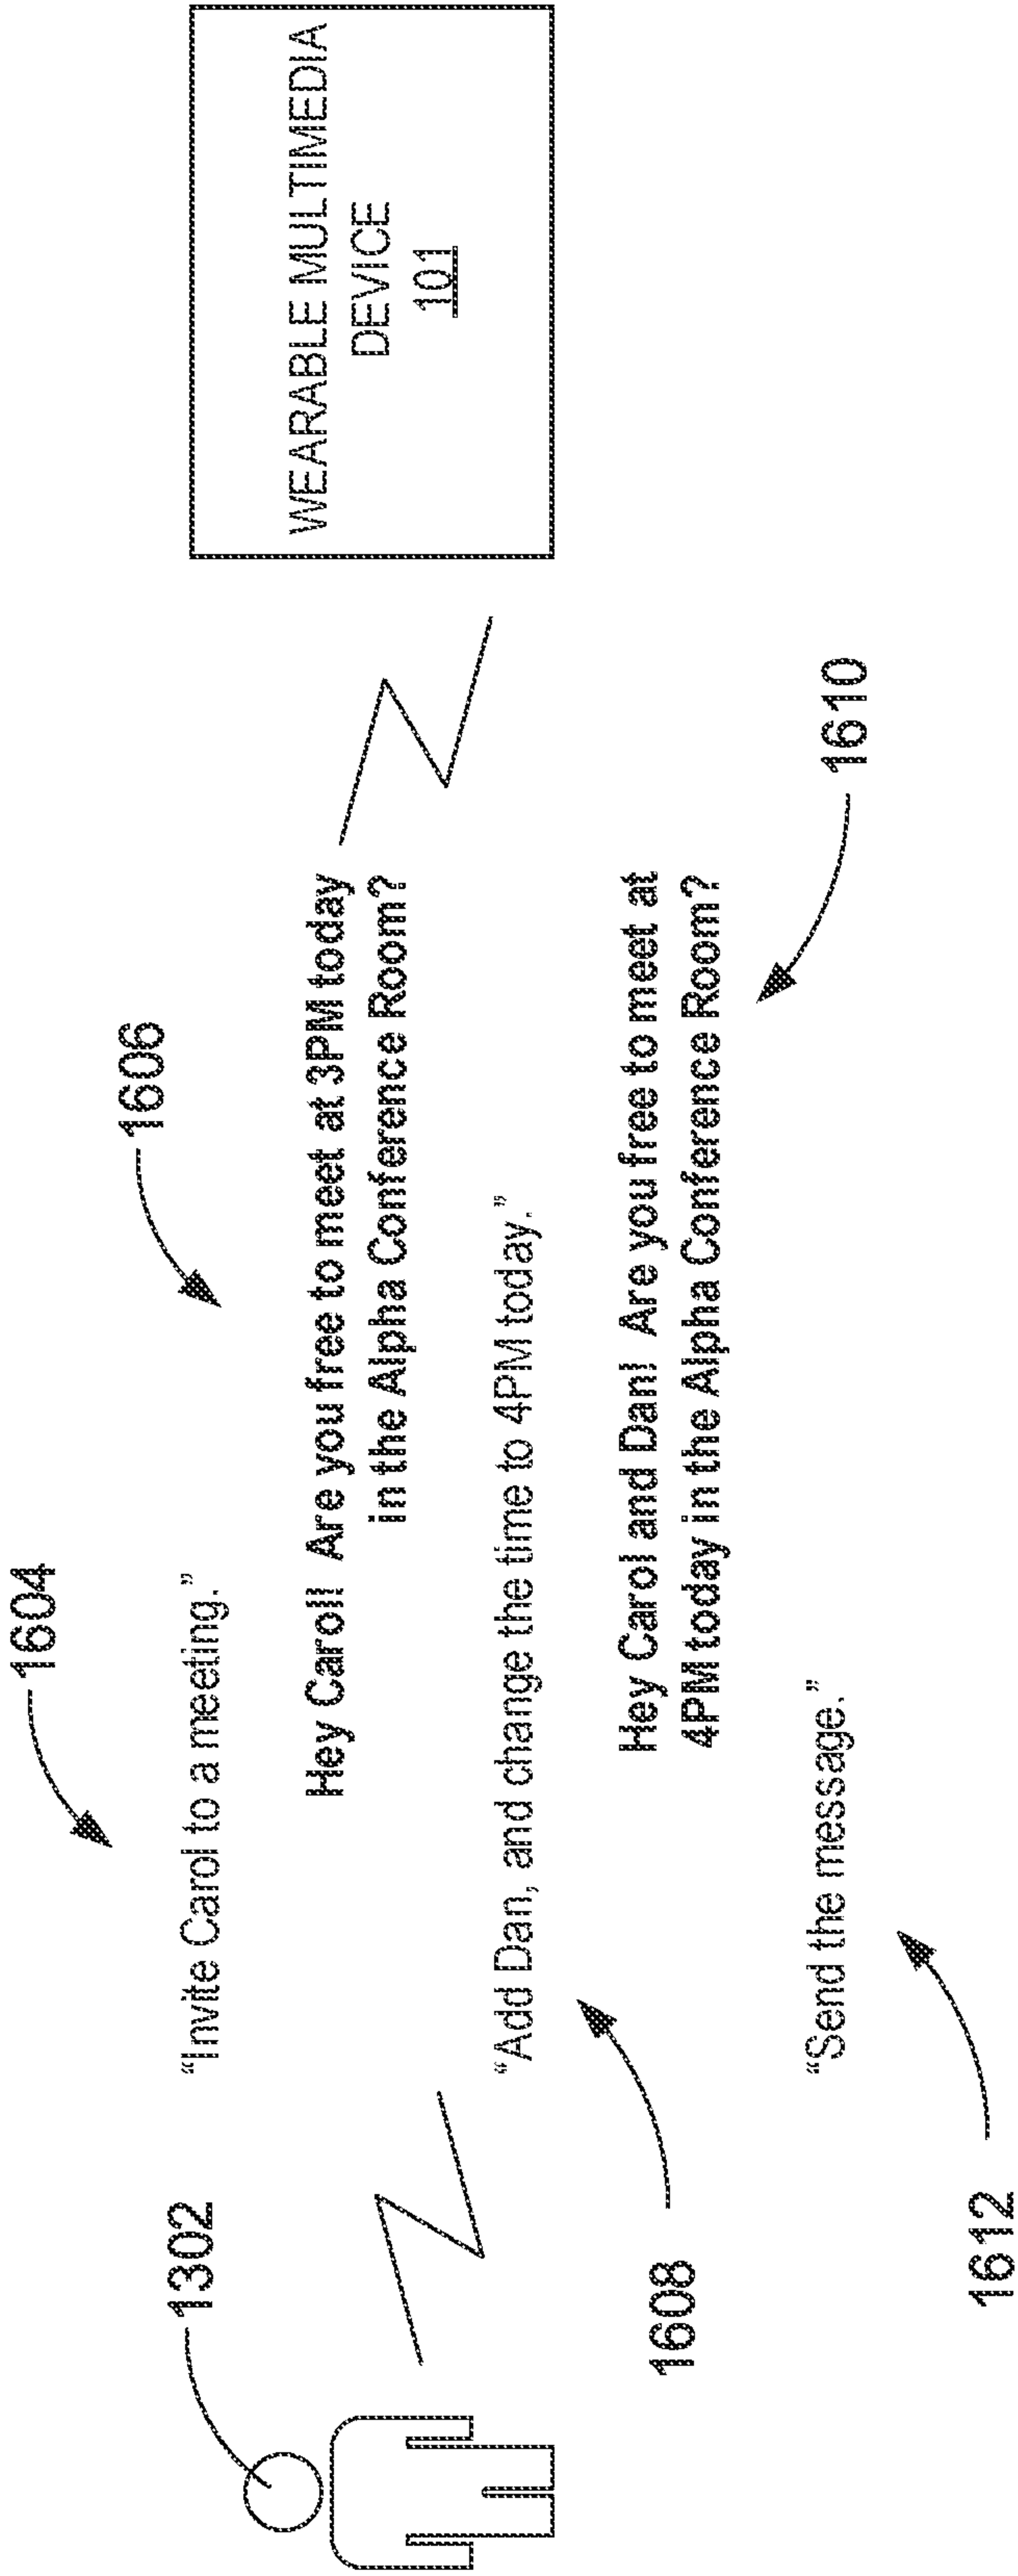 1604
1606
1302
“Invite Carol to a meeting.”
Hey Carol! Are you free to meet at 3PM today
in the Alpha Conference Room?
WEARABLE MULTIMEDIA
DEVICE
101
“Add Dan, and change the time to 4PM today.”
Hey Carol and Dan! Are you free to meet at
4PM today in the Alpha Conference Room?
1608
“Send the message.”
1610
1612